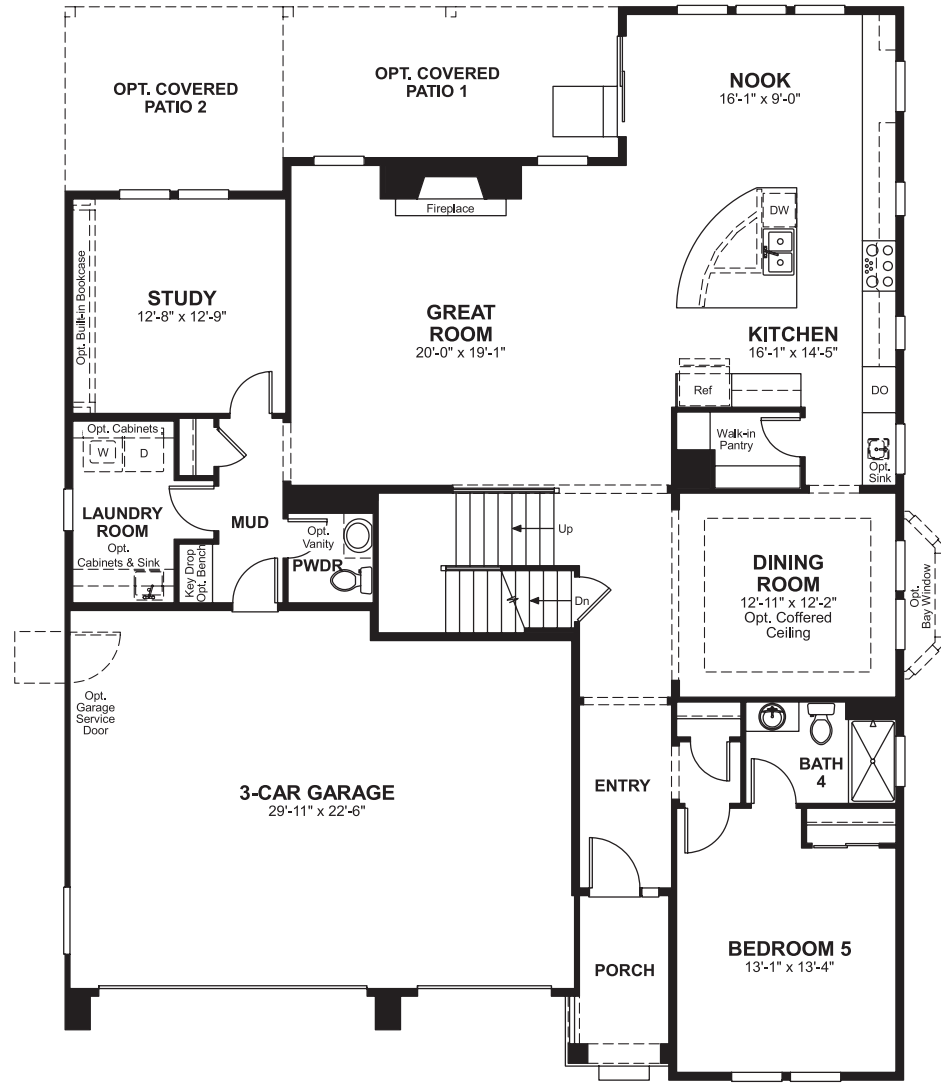 OPT. COVERED
PATIO 2
OPT. COVERED
PATIO 1
NOOK
16'-1" x 9'-0"
Fireplace
DW
Opt. Built-in Bookcase
STUDY
12'-8" x 12'-9"
GREAT
ROOM
20'-0" x 19'-1"
KITCHEN
16'-1" x 14'-5"
Ref
DO
Opt. Cabinets
W
D
Walk-in
Pantry
Opt.
Sink
LAUNDRY
ROOM
Opt.
Cabinets & Sink
MUD
Key Drop
Opt. Bench
Opt.
Vanity
PWDR
Up
Dn
DINING
ROOM
12'-11" x 12'-2"
Opt. Coffered
Ceiling
Opt.
Bay Window
Opt.
Garage
Service
Door
3-CAR GARAGE
29'-11" x 22'-6"
ENTRY
BATH
4
PORCH
BEDROOM 5
13'-1" x 13'-4"